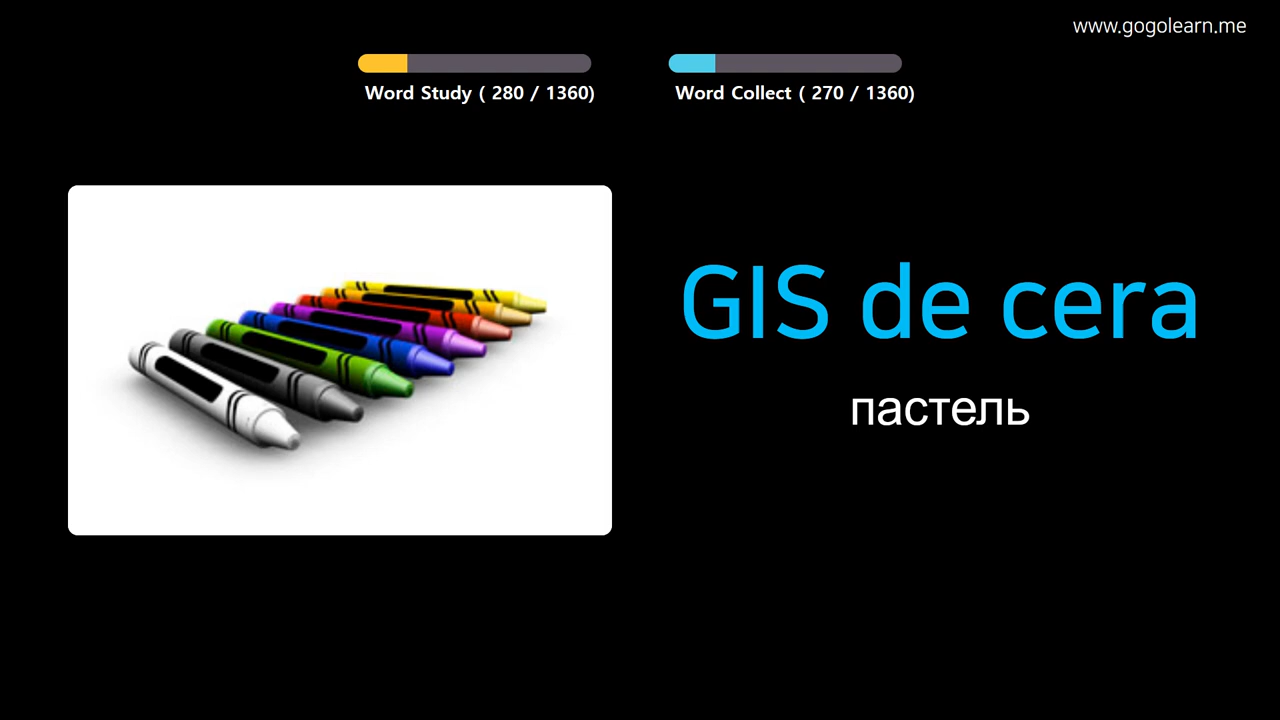 www.gogolearn.me
Word Study ( 280 / 1360)
Word Collect ( 270 / 1360)
GIS de cera
пастель